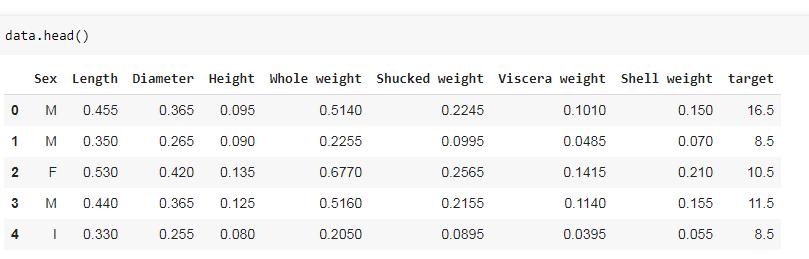 data.head()
Sex Length Diameter Height Whole weight Shucked weight Viscera weight Shell weight target
0 M 0.455 0.365 0.095 0.5140 0.2245 0.1010 0.150 16.5
1 M 0.350 0.265 0.090 0.2255 0.0995 0.0485 0.070 8.5
2 F 0.530 0.420 0.135 0.6770 0.2565 0.1415 0.210 10.5
3 M 0.440 0.365 0.125 0.5160 0.2155 0.1140 0.155 11.5
4 I 0.330 0.255 0.080 0.2050 0.0895 0.0395 0.055 8.5